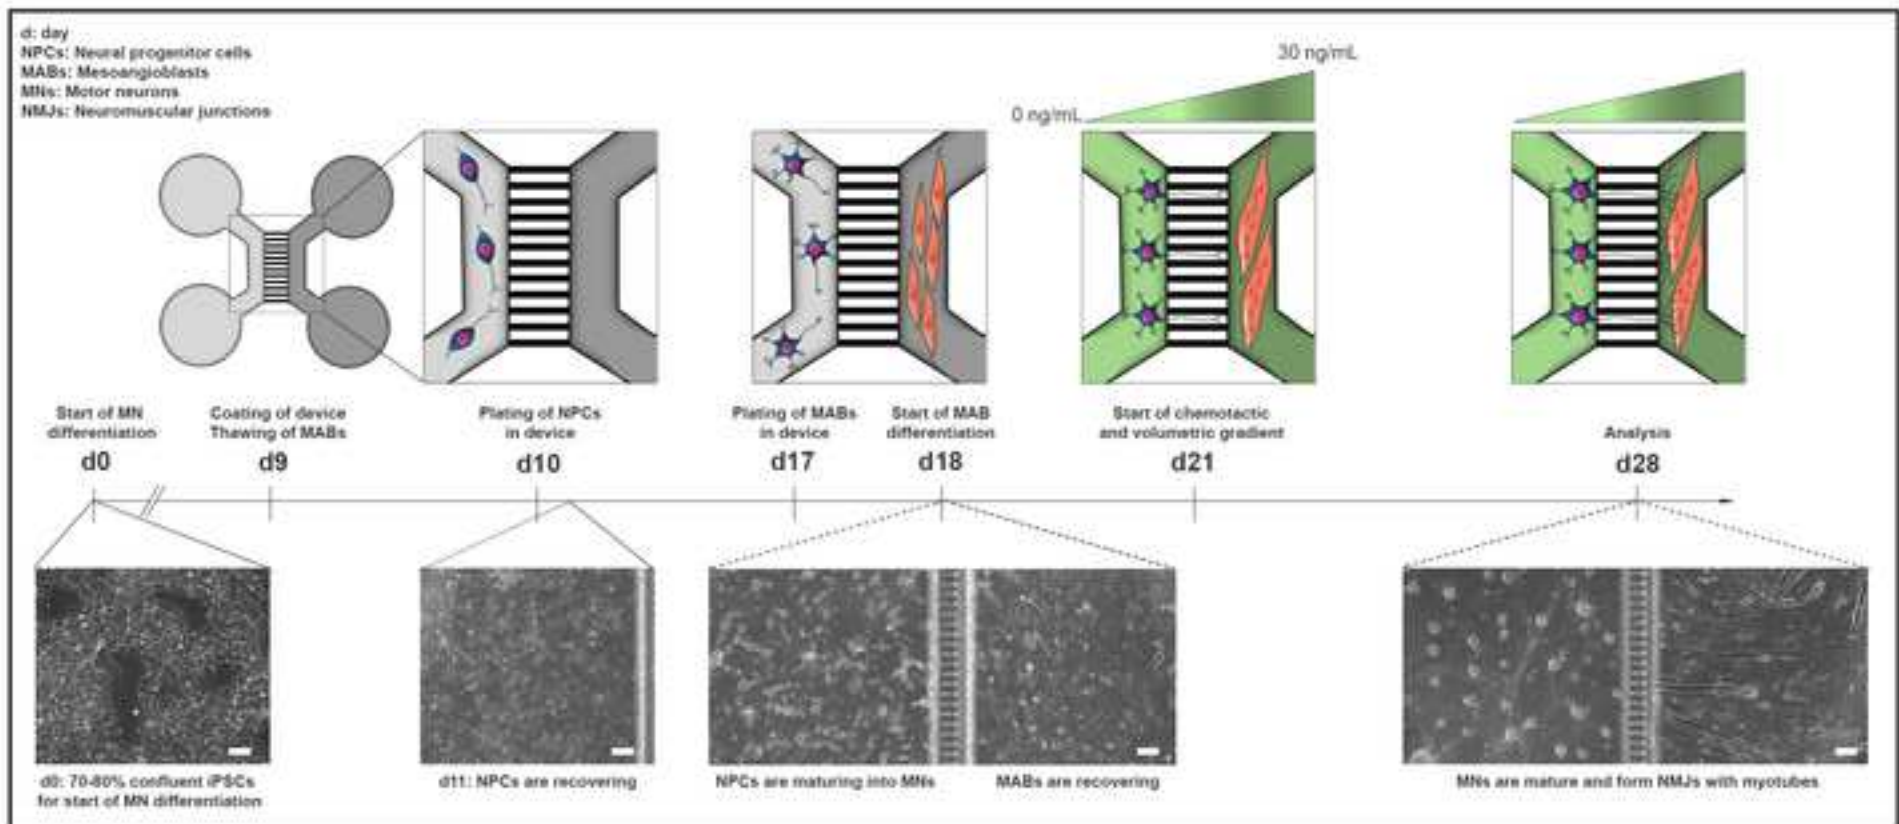 d: day
NPCs: Neural progenitor cells
MABs: Mesoangioblasts
MNs: Motor neurons
NMJs: Neuromuscular junctions
30 ng/mL
0 ng/mL
Start of MN
differentiation
d0
Coating of device
Thawing of MABs
d9
Plating of NPCs
in device
d10
Plating of MABs
in device
d17
Start of MAB
differentiation
d18
Start of chemotactic
and volumetric gradient
d21
Analysis
d28
d0: 70-80% confluent iPSCs
for start of MN differentiation
d11: NPCs are recovering
NPCs are maturing into MNs
MABs are recovering
MNs are mature and form NMJs with myotubes